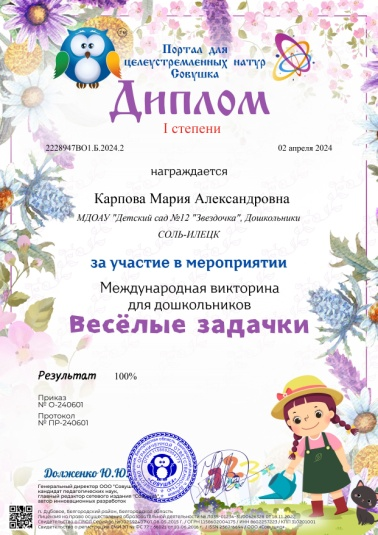 Портал для
целеустремленных натур
Совушка
Диплом
I степени
2228947ВО1.Б.2024.2
02 апреля 2024
награждается
Карпова Мария Александровна
МДОАУ "Детский сад №12 "Звездочка", Дошкольники
СОЛЬ-ИЛЕЦК
за участие в мероприятии
Международная викторина
для дошкольников
Весёлые задачки
Результат 100%
Приказ
№ О-240601
Протокол
№ ПР-240601
Долженко Ю.Ю.
Генеральный директор ООО "Совушка"
кандидат педагогических наук,
главный редактор сетевого издания "Совушка"
автор инновационных разработок
п. Дубовое, Белгородский район, Белгородская область